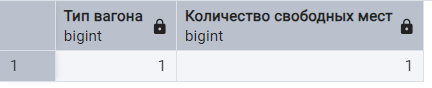 Тип вагона Количество свободных мест
bigint bigint
1 1 1